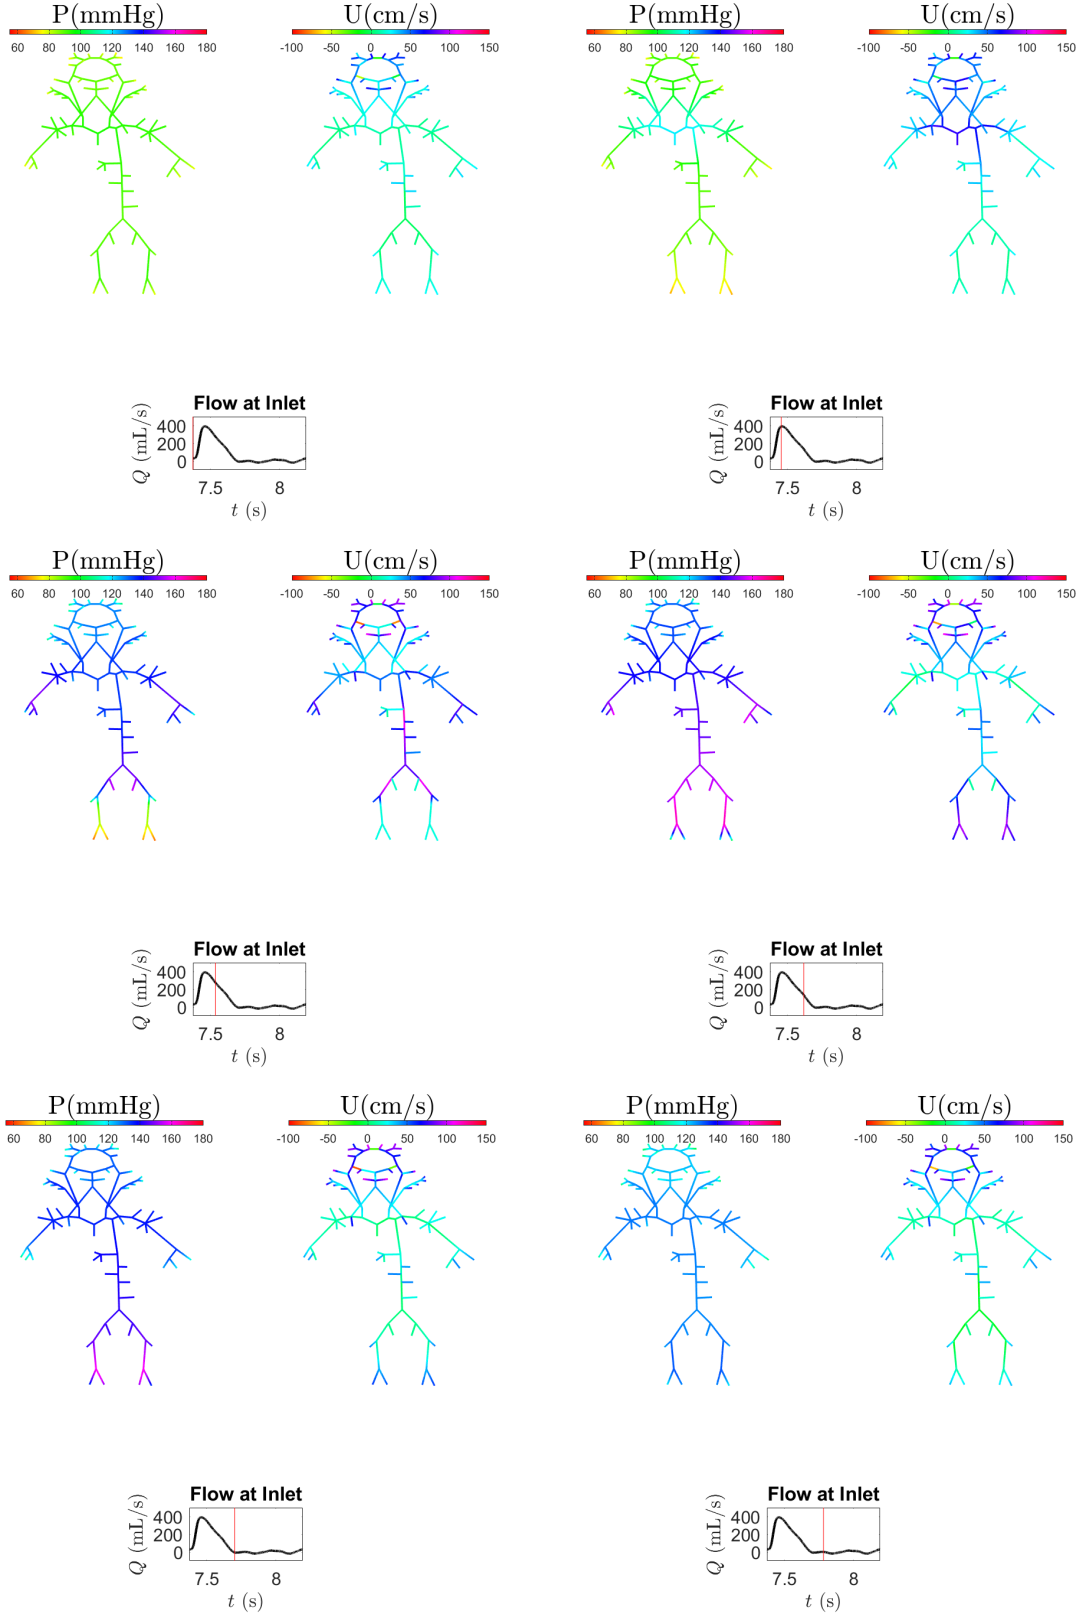 P(mmHg) U(cm/s) P(mmHg) U(cm/s)
60 80 100 120 140 160 180 -100 -50 0 50 100 150 60 80 100 120 140 160 180 -100 -50 0 50 100 150
Flow at Inlet Flow at Inlet
400 400
200 200
0 0
Q (mL/s) Q (mL/s)
7.5 8 7.5 8
t (s) t (s)
P(mmHg) U(cm/s) P(mmHg) U(cm/s)
60 80 100 120 140 160 180 -100 -50 0 50 100 150 60 80 100 120 140 160 180 -100 -50 0 50 100 150
Flow at Inlet Flow at Inlet
400 400
200 200
0 0
Q (mL/s) Q (mL/s)
7.5 8 7.5 8
t (s) t (s)
P(mmHg) U(cm/s) P(mmHg) U(cm/s)
60 80 100 120 140 160 180 -100 -50 0 50 100 150 60 80 100 120 140 160 180 -100 -50 0 50 100 150
Flow at Inlet Flow at Inlet
400 400
200 200
0 0
Q (mL/s) Q (mL/s)
7.5 8 7.5 8
t (s) t (s)